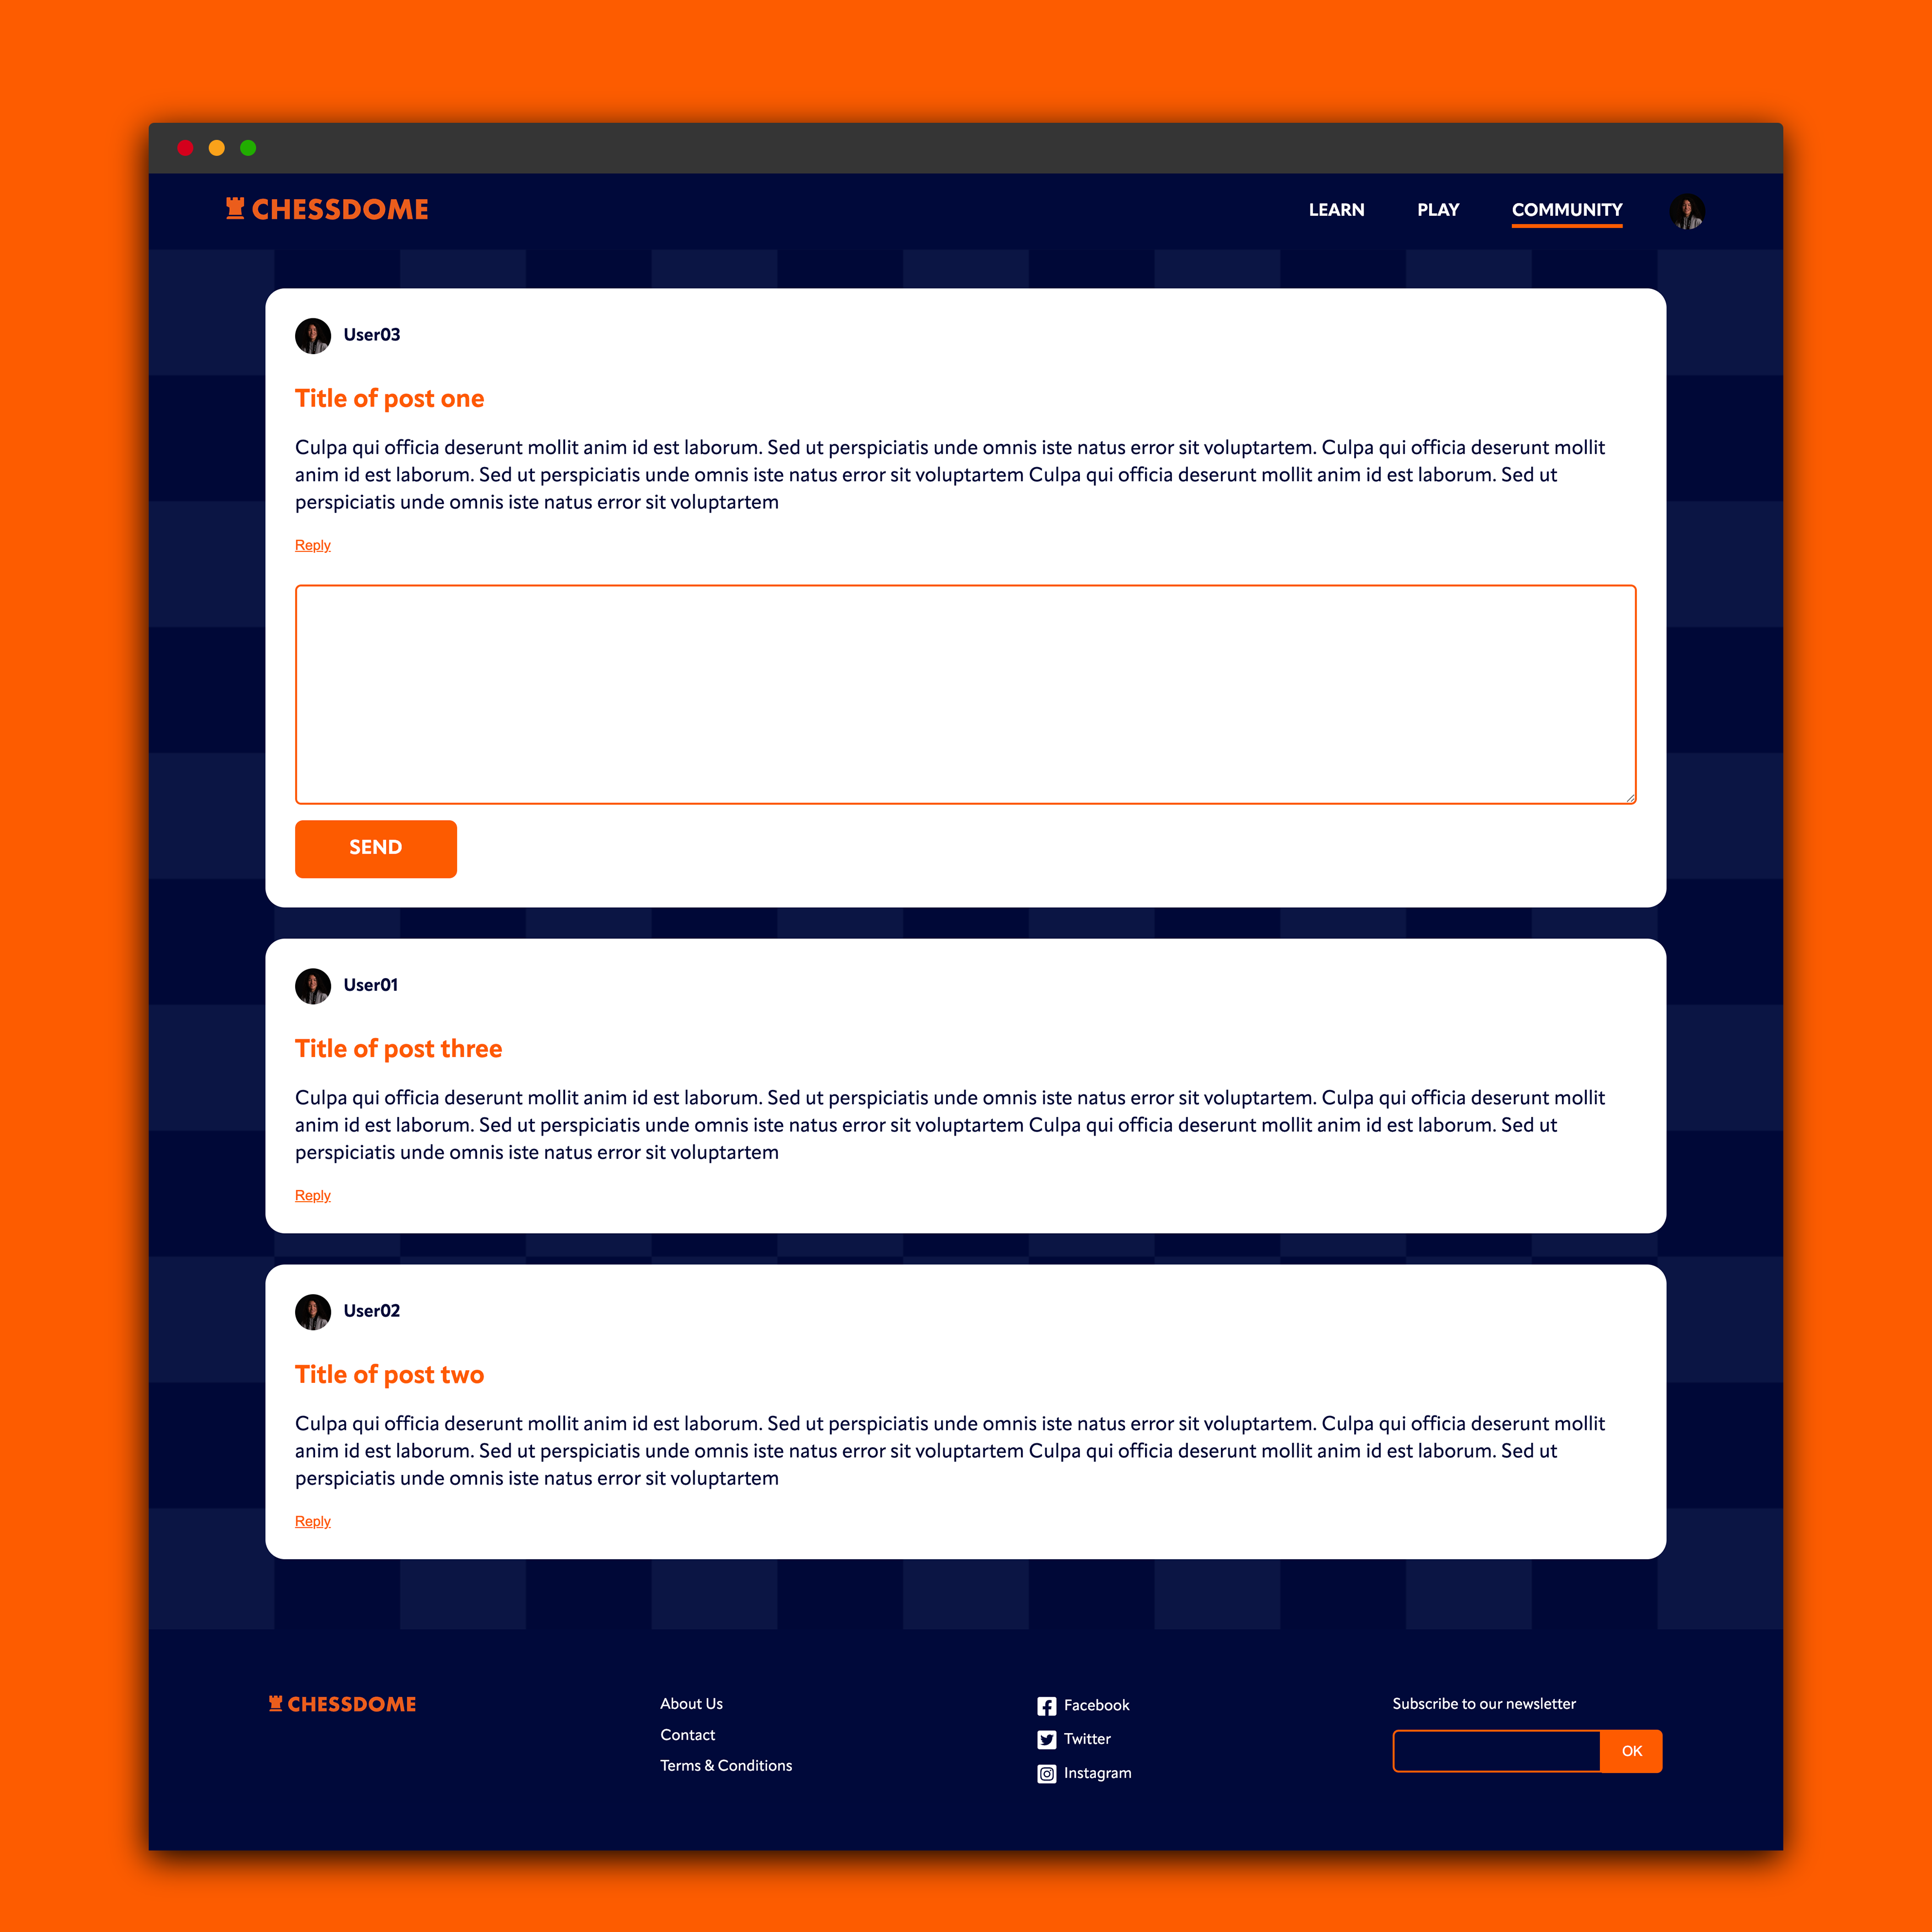 CHESSDOME
LEARN PLAY COMMUNITY
User03
Title of post one
Culpa qui officia deserunt mollit anim id est laborum. Sed ut perspiciatis unde omnis iste natus error sit voluptartem. Culpa qui officia deserunt mollit
anim id est laborum. Sed ut perspiciatis unde omnis iste natus error sit voluptartem Culpa qui officia deserunt mollit anim id est laborum. Sed ut
perspiciatis unde omnis iste natus error sit voluptartem
Reply
SEND
User01
Title of post three
Culpa qui officia deserunt mollit anim id est laborum. Sed ut perspiciatis unde omnis iste natus error sit voluptartem. Culpa qui officia deserunt mollit
anim id est laborum. Sed ut perspiciatis unde omnis iste natus error sit voluptartem Culpa qui officia deserunt mollit anim id est laborum. Sed ut
perspiciatis unde omnis iste natus error sit voluptartem
Reply
User02
Title of post two
Culpa qui officia deserunt mollit anim id est laborum. Sed ut perspiciatis unde omnis iste natus error sit voluptartem. Culpa qui officia deserunt mollit
anim id est laborum. Sed ut perspiciatis unde omnis iste natus error sit voluptartem Culpa qui officia deserunt mollit anim id est laborum. Sed ut
perspiciatis unde omnis iste natus error sit voluptartem
Reply
CHESSDOME
About Us
Contact
Terms & Conditions
Facebook
Twitter
Instagram
Subscribe to our newsletter
OK